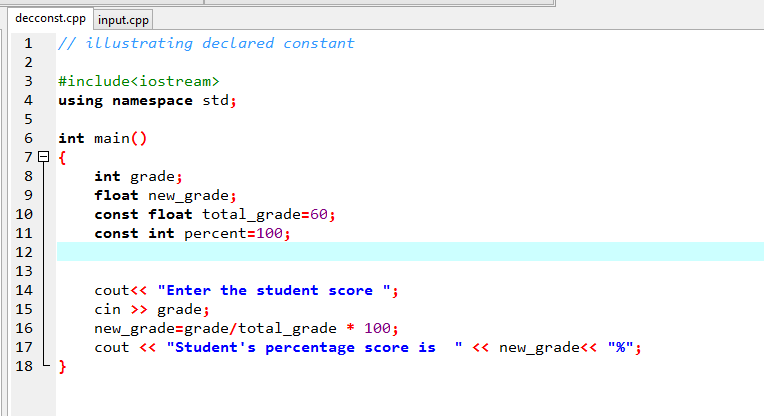 decconst.cpp input.cpp
1 // illustrating declared constant
2
3 #include<iostream>
4 using namespace std;
5
6 int main()
7 {
8 int grade;
9 float new_grade;
10 const float total_grade=60;
11 const int percent=100;
12
13
14 cout<< "Enter the student score ";
15 cin >> grade;
16 new_grade=grade/total_grade * 100;
17 cout << "Student's percentage score is  " << new_grade<< "%";
18 }